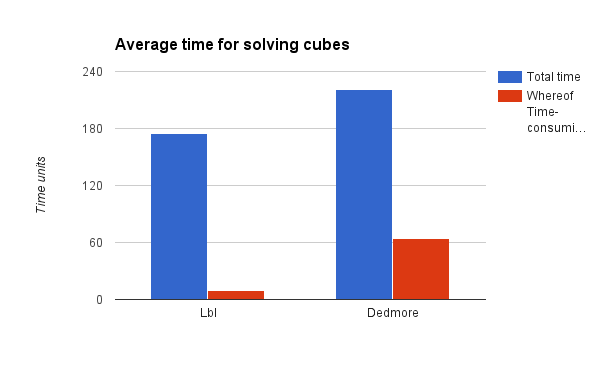 Average time for solving cubes
240
180
120
60
0
Time units
Lbl
Dedmore
Total time
Whereof
Time-
consumi...